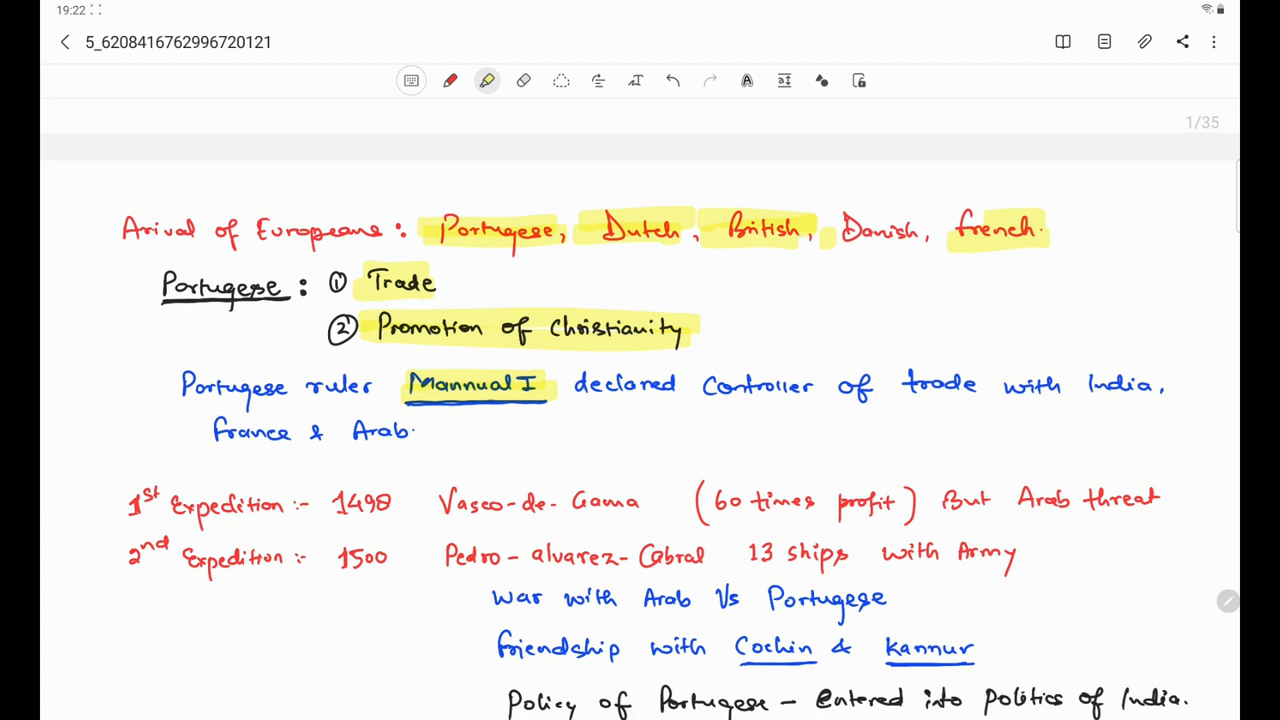 19:22
5_6208416762996720121
1/35
Arival of Europeans : Portugese, Dutch, British, Danish, French.
Portugese : ① Trade
② Promotion of Christianity
Portugese ruler Mannual I declared Controller of trade with India,
France & Arab.
1st Expedition :- 1498 Vasco-de-Gama (60 times profit) But Arab threat
2nd Expedition :- 1500 Pedro-alvarez-Cabral 13 ships with Army
War with Arab Vs Portugese
Friendship with Cochin & Kannur
Policy of Portugese - Entered into politics of India.